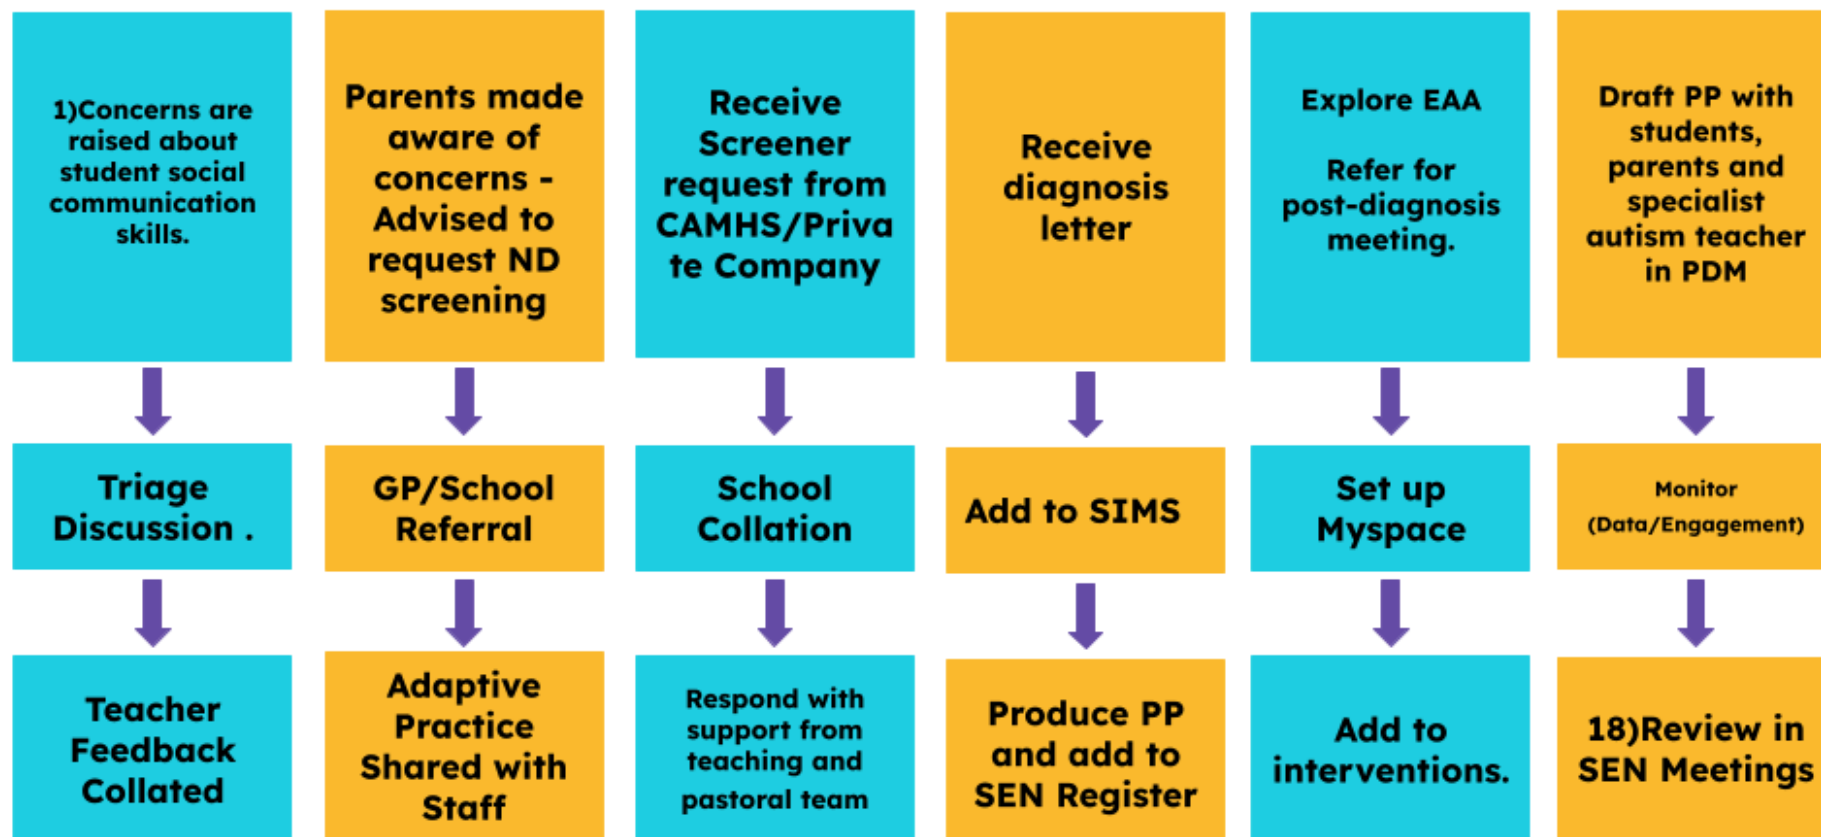 1)Concerns are
raised about
student social
communication
skills.
Triage
Discussion .
Teacher
Feedback
Collated
Parents made
aware of
concerns -
Advised to
request ND
screening
GP/School
Referral
Adaptive
Practice
Shared with
Staff
Receive
Screener
request from
CAMHS/Priva
te Company
School
Collation
Respond with
support from
teaching and
pastoral team
Receive
diagnosis
letter
Add to SIMS
Produce PP
and add to
SEN Register
Explore EAA
Refer for
post-diagnosis
meeting.
Set up
Myspace
Add to
interventions.
Draft PP with
students,
parents and
specialist
autism teacher
in PDM
Monitor
(Data/Engagement)
18)Review in
SEN Meetings